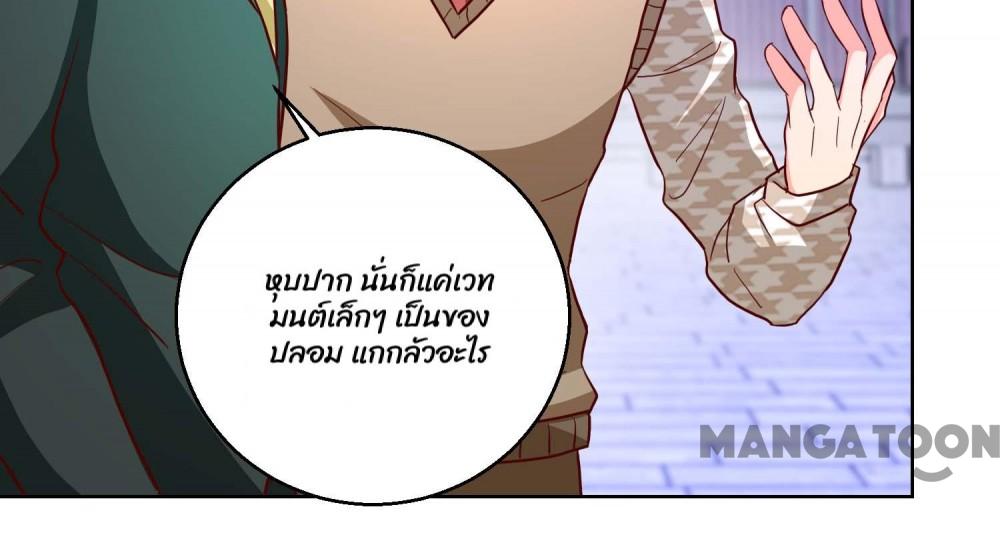 หุบปาก นั่นก็แค่เวท
มนต์เล็กๆ เป็นของ
ปลอม แกกลัวอะไร
MANGATOON